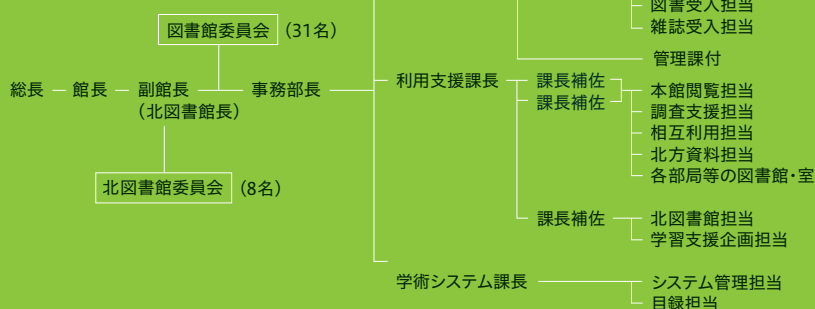 図書受入担当
雑誌受入担当
管理課付
図書館委員会 (31名)
総長 館長 副館長 事務部長
(北図書館長)
北図書館委員会 (8名)
利用支援課長 課長補佐
課長補佐
本館閲覧担当
調査支援担当
相互利用担当
北方資料担当
各部局等の図書館・室
課長補佐 北図書館担当
学習支援企画担当
学術システム課長 システム管理担当
目録担当